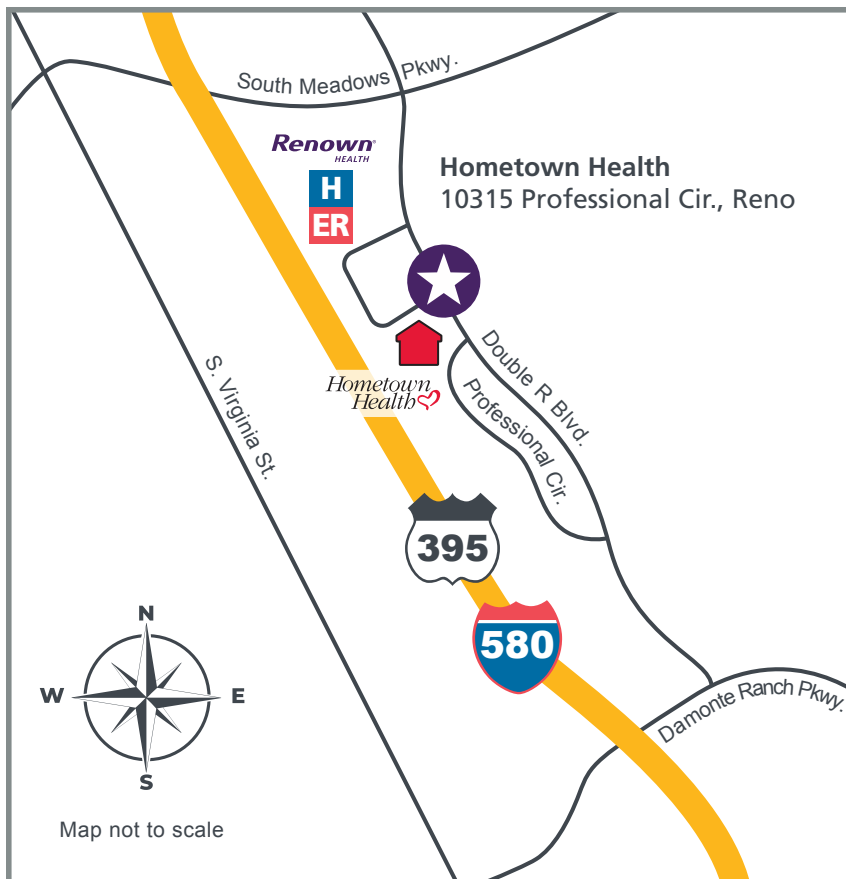 South Meadows Pkwy.
Renown
HEALTH
H
ER
Hometown Health
10315 Professional Cir., Reno
Hometown
Health
S. Virginia St.
Double R Blvd.
Professional Cir.
395
580
Damonte Ranch Pkwy.
N
W
E
S
Map not to scale